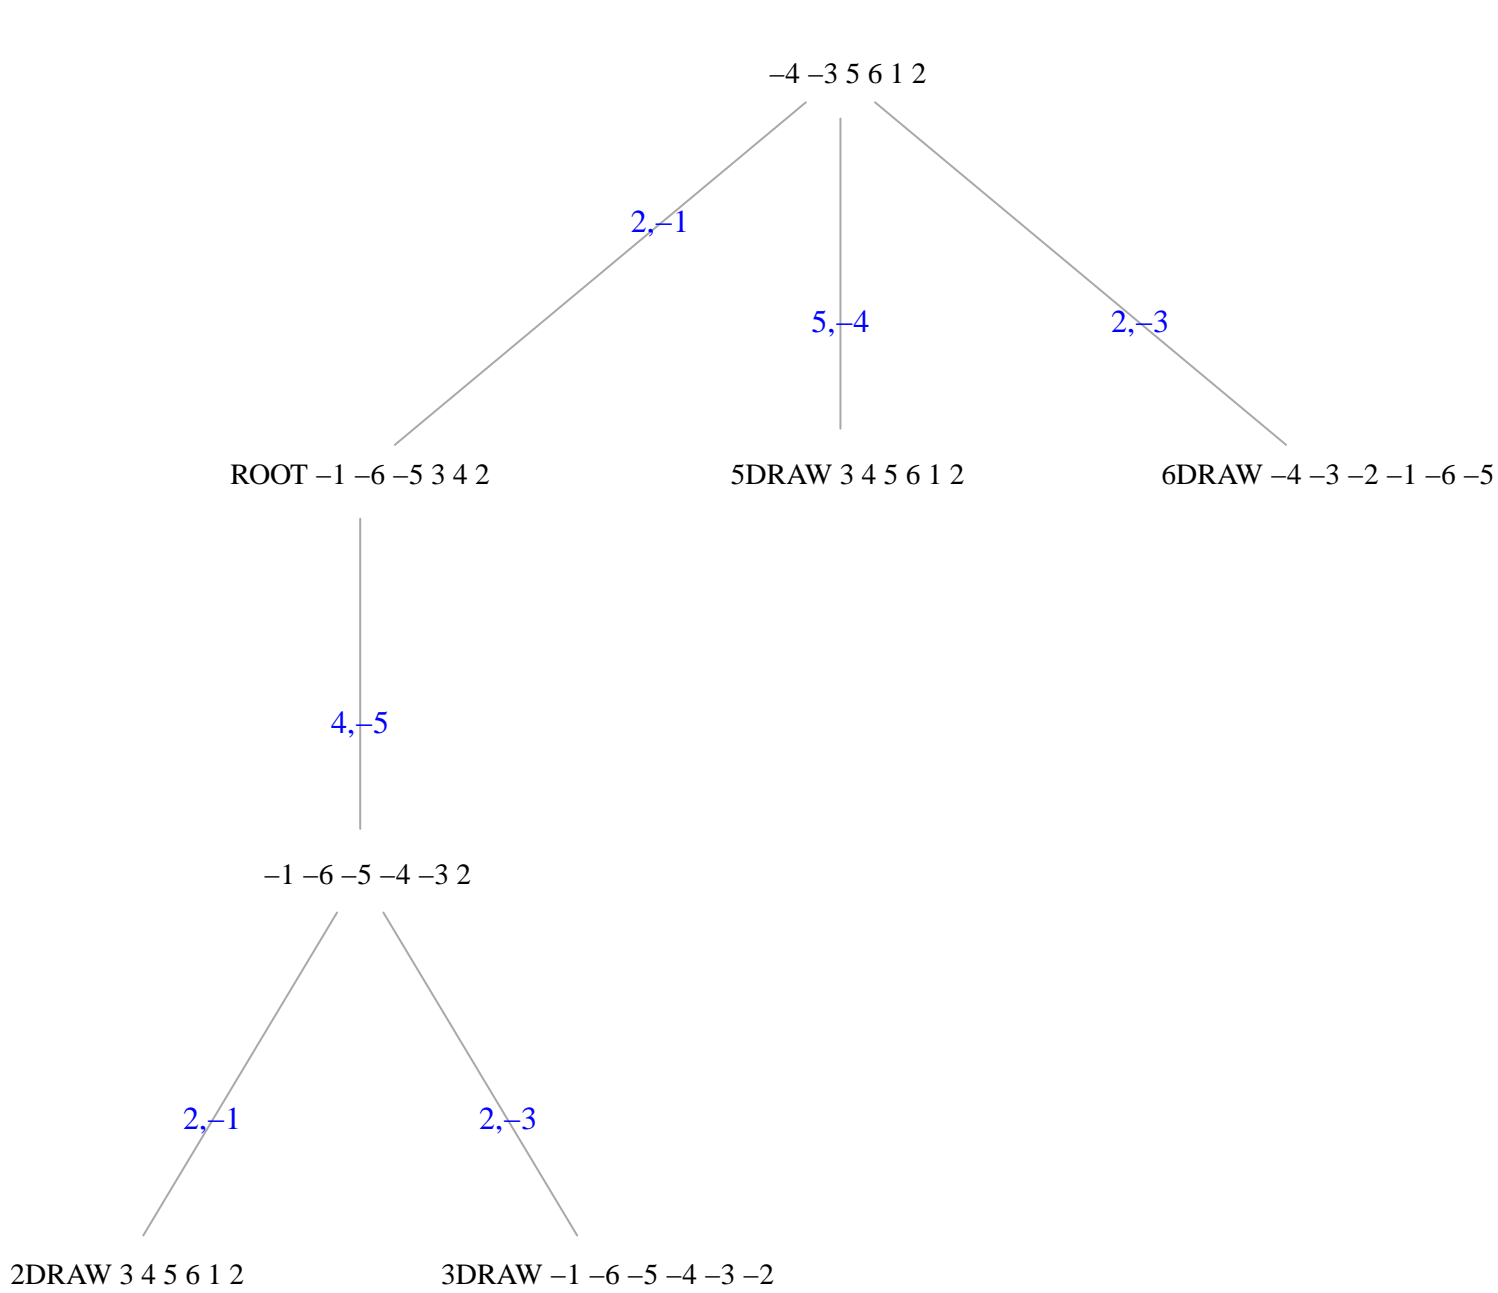 –4 –3 5 6 1 2
2,–1
5,–4
2,–3
ROOT –1 –6 –5 3 4 2
5DRAW 3 4 5 6 1 2
6DRAW –4 –3 –2 –1 –6 –5
4,–5
–1 –6 –5 –4 –3 2
2,–1
2,–3
2DRAW 3 4 5 6 1 2
3DRAW –1 –6 –5 –4 –3 –2